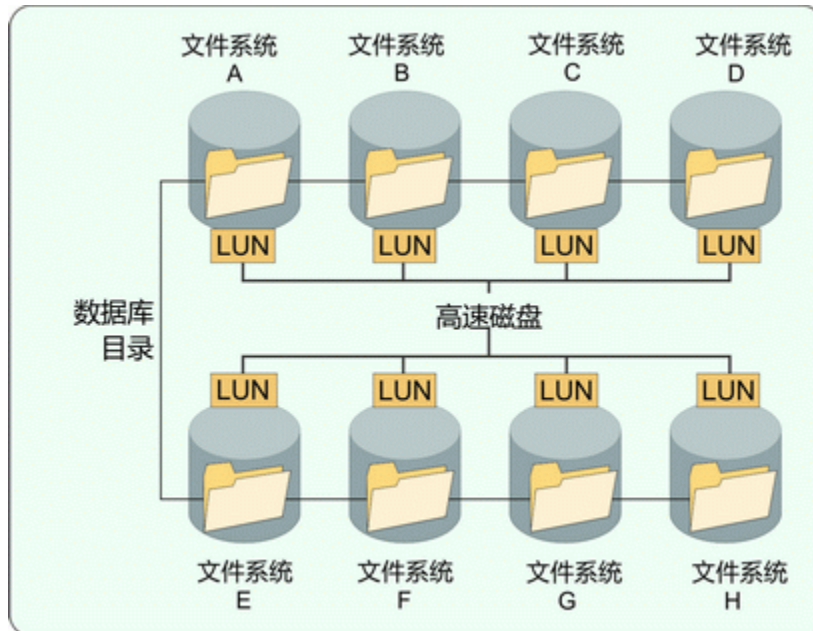 文件系统 文件系统 文件系统 文件系统
A B C D
LUN LUN LUN LUN
数据库
目录
高速磁盘
LUN LUN LUN LUN
文件系统 文件系统 文件系统 文件系统
E F G H